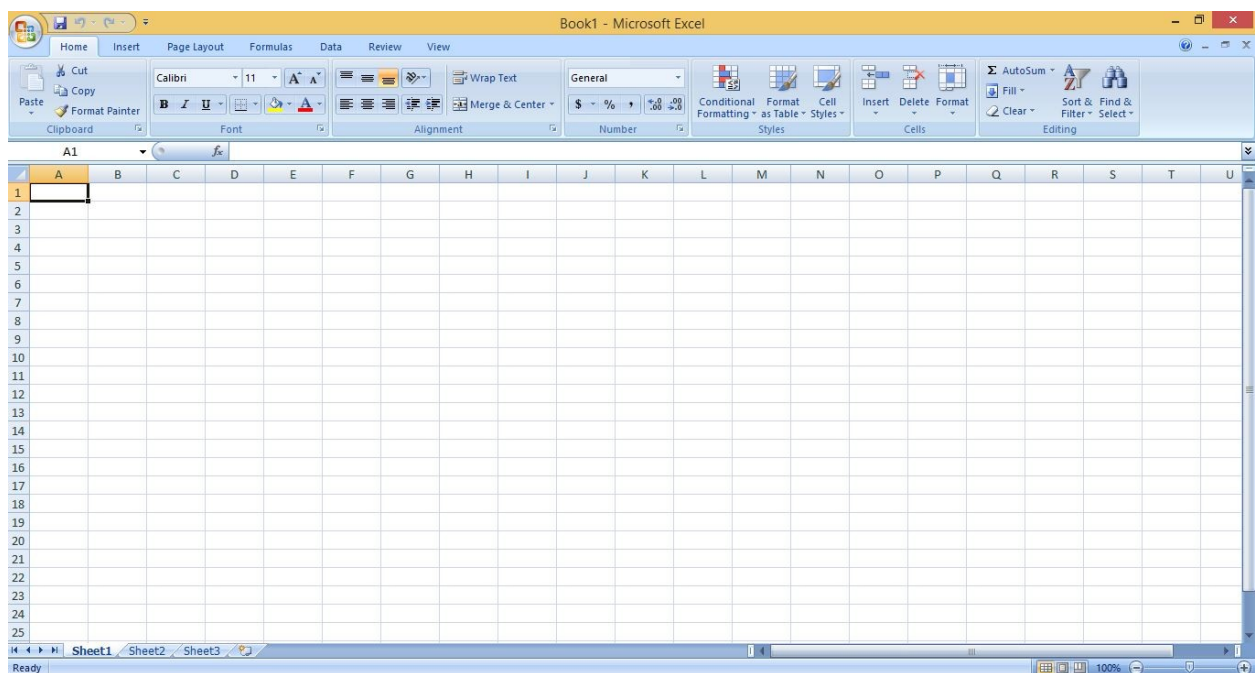 Book1 - Microsoft Excel
Home Insert Page Layout Formulas Data Review View
Cut
Copy
Format Painter
Paste
Clipboard
Calibri 11 A A
B I U A
Font
Wrap Text
Merge & Center
Alignment
General
$ % , .0 .00 .00 .0
Number
Conditional Formatting
Format as Table
Cell Styles
Styles
Insert Delete Format
Cells
Σ AutoSum
Fill
Clear
Sort & Filter
Find & Select
Editing
A1 fx
A B C D E F G H I J K L M N O P Q R S T U
1
2
3
4
5
6
7
8
9
10
11
12
13
14
15
16
17
18
19
20
21
22
23
24
25
Sheet1 Sheet2 Sheet3
Ready 100%